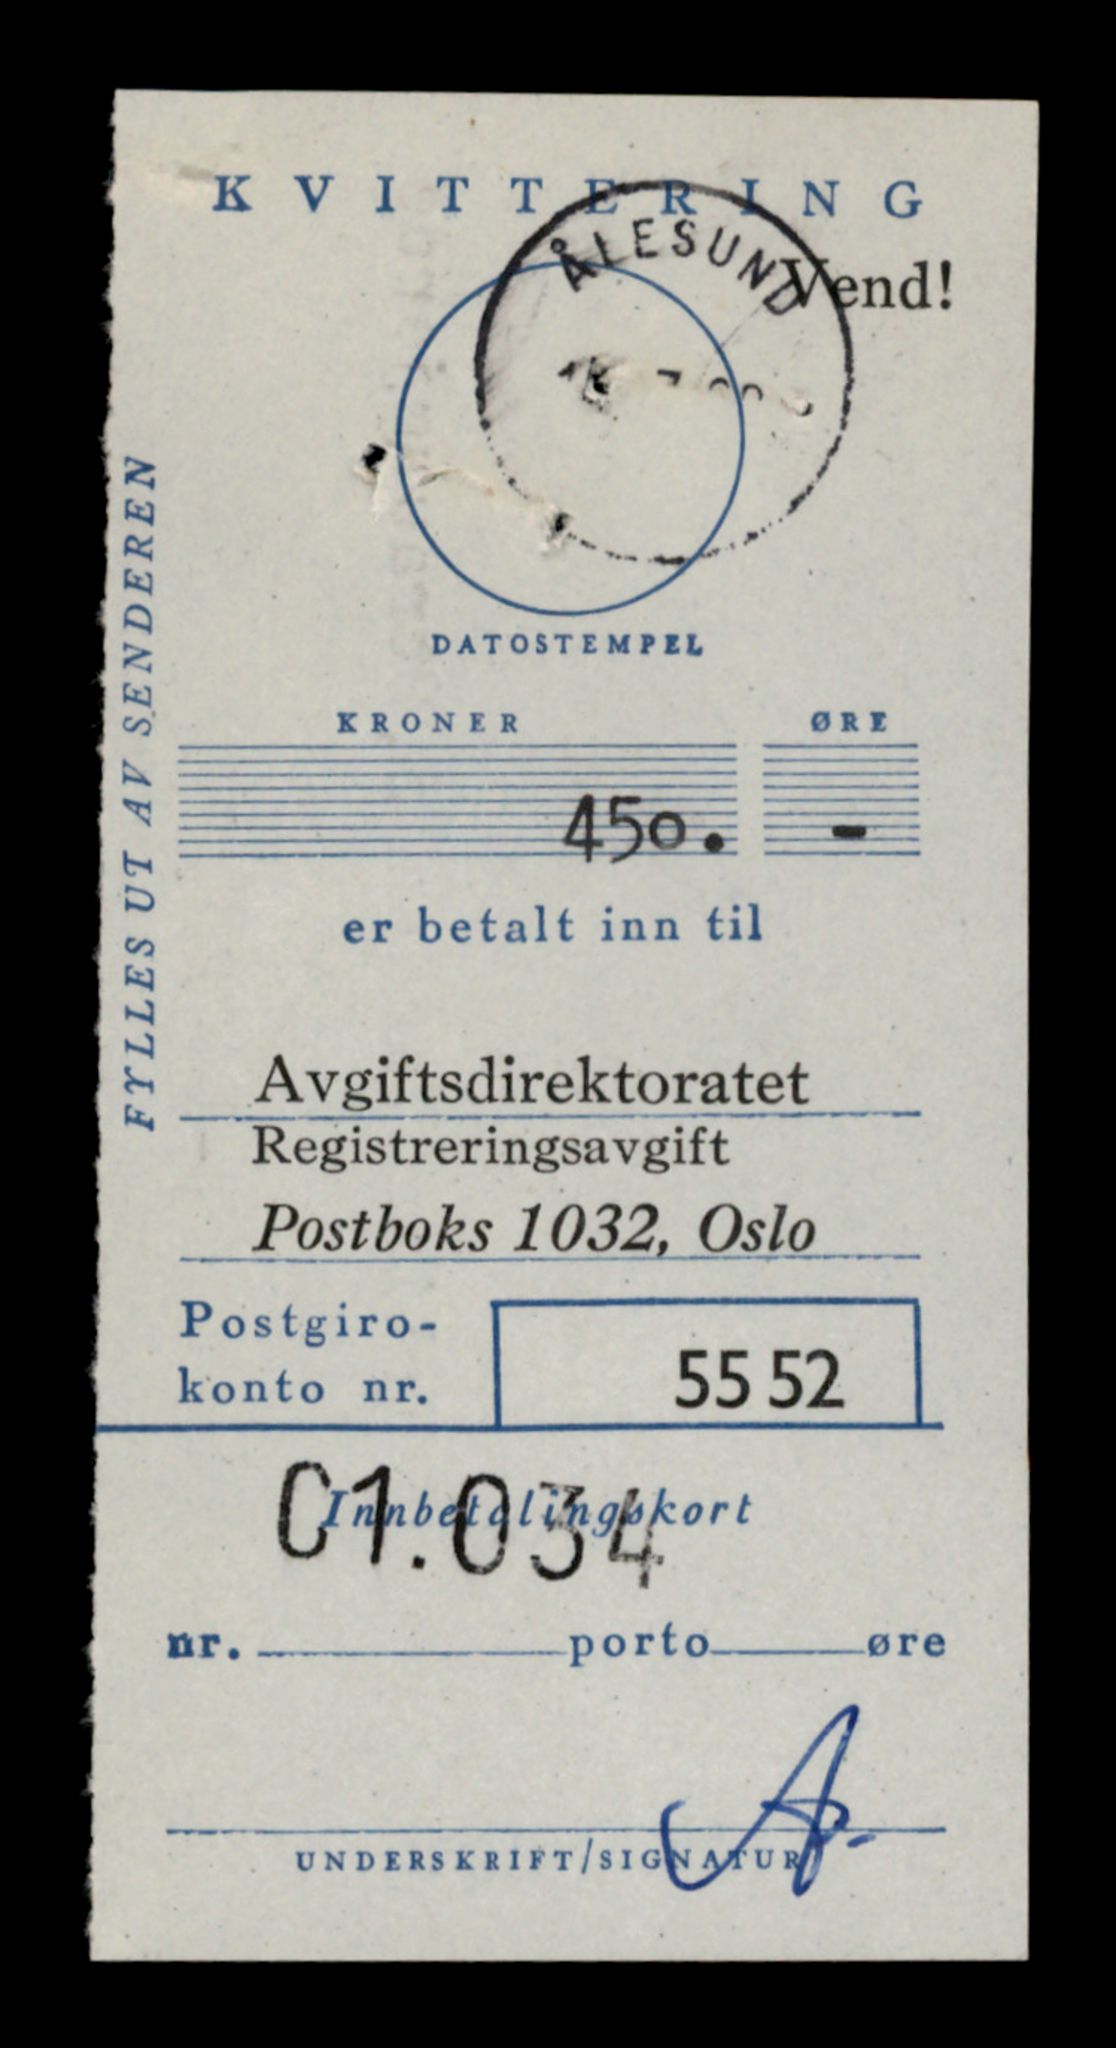 KVITTERING
ÅLESUND
Vend!
DATOSTEMPEL
FYLLES UT AV SENDEREN
KRONER ØRE
450. -
er betalt inn til
Avgiftsdirektoratet
Registreringsavgift
Postboks 1032, Oslo
Postgiro-
konto nr.
55 52
Innbetalingskort
01.034
nr. porto øre
UNDERSKRIFT/SIGNATUR